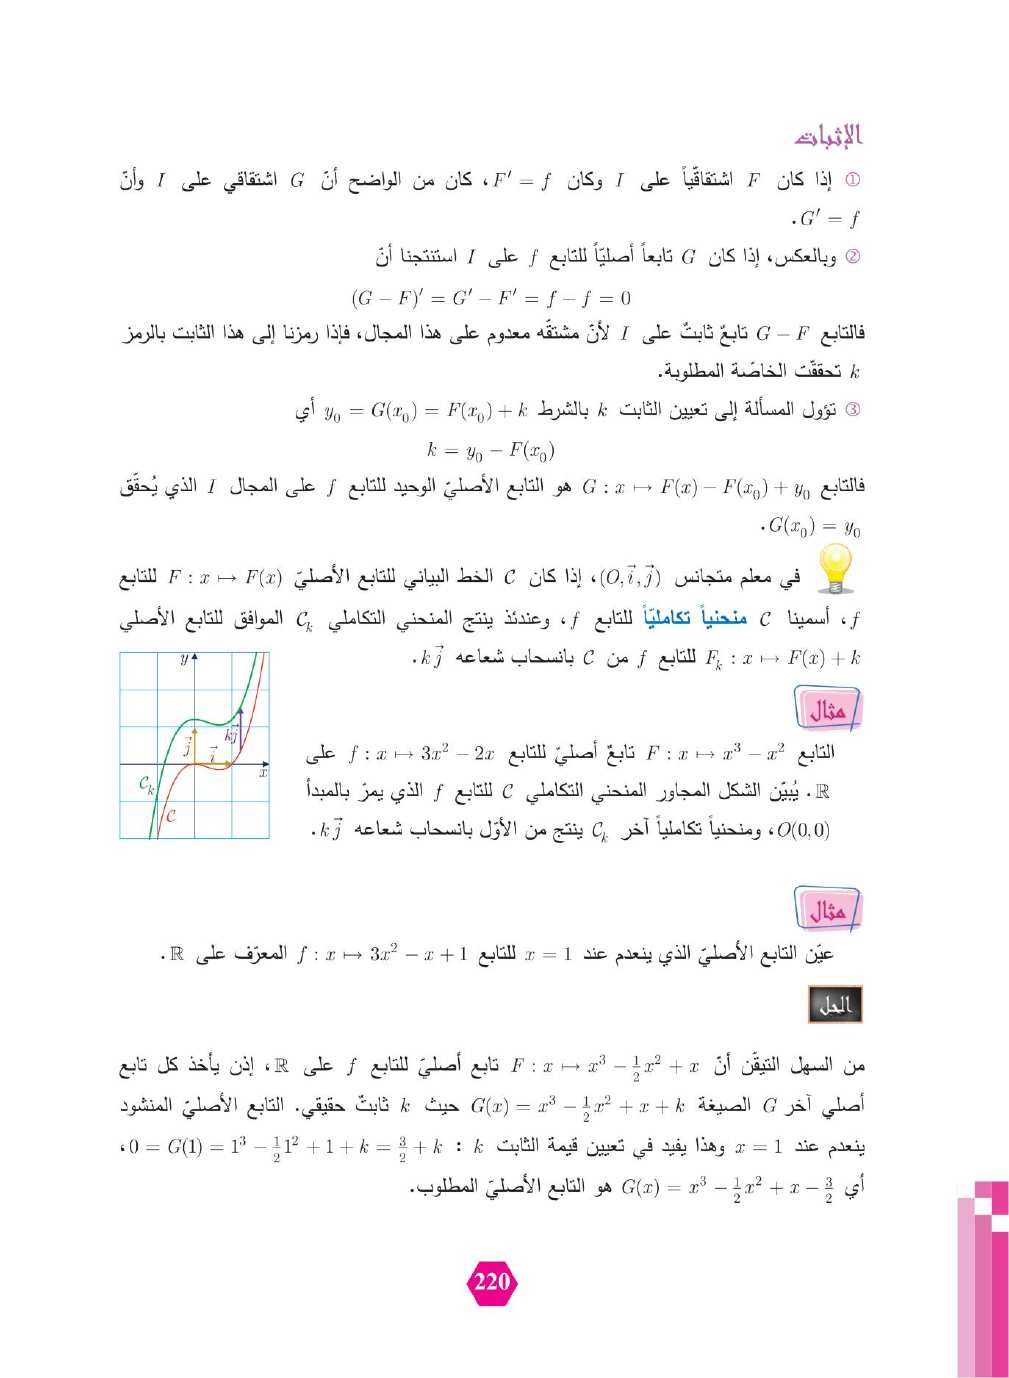 الإثبات
① إذا كان F اشتقاقيّاً على I وكان F′ = f، كان من الواضح أنّ G اشتقاقي على I وأنّ
G′ = f.
② وبالعكس، إذا كان G تابعاً أصليّاً للتابع f على I استنتجنا أنّ
(G − F)′ = G′ − F′ = f − f = 0
فالتابع G − F تابعٌ ثابتٌ على I لأنّ مشتقّه معدوم على هذا المجال، فإذا رمزنا إلى هذا الثابت بالرمز
k تحققّت الخاصّة المطلوبة.
③ تؤول المسألة إلى تعيين الثابت k بالشرط y₀ = G(x₀) = F(x₀) + k أي
k = y₀ − F(x₀)
فالتابع G : x ↦ F(x) − F(x₀) + y₀ هو التابع الأصليّ الوحيد للتابع f على المجال I الذي يُحقّق
G(x₀) = y₀.
في معلم متجانس (O, i⃗, j⃗)، إذا كان C الخط البياني للتابع الأصليّ F : x ↦ F(x) للتابع
f، أسمينا C منحنياً تكامليّاً للتابع f، وعندئذ ينتج المنحني التكاملي Cₖ الموافق للتابع الأصلي
Fₖ : x ↦ F(x) + k للتابع f من C بانسحاب شعاعه kj⃗.
y
kj⃗
j⃗
i⃗
x
Cₖ
C
مثال
التابع F : x ↦ x³ − x² تابعٌ أصليّ للتابع f : x ↦ 3x² − 2x على
ℝ. يُبيّن الشكل المجاور المنحني التكاملي C للتابع f الذي يمرّ بالمبدأ
O(0,0)، ومنحنياً تكاملياً آخر Cₖ ينتج من الأوّل بانسحاب شعاعه kj⃗.
مثال
عيّن التابع الأصليّ الذي ينعدم عند x = 1 للتابع f : x ↦ 3x² − x + 1 المعرّف على ℝ.
الحل
من السهل التيقّن أنّ F : x ↦ x³ − ½x² + x تابع أصليّ للتابع f على ℝ، إذن يأخذ كل تابع
أصلي آخر G الصيغة G(x) = x³ − ½x² + x + k حيث k ثابتٌ حقيقي. التابع الأصليّ المنشود
ينعدم عند x = 1 وهذا يفيد في تعيين قيمة الثابت k : 0 = G(1) = 1³ − ½1² + 1 + k = 3/2 + k،
أي G(x) = x³ − ½x² + x − 3/2 هو التابع الأصليّ المطلوب.
220